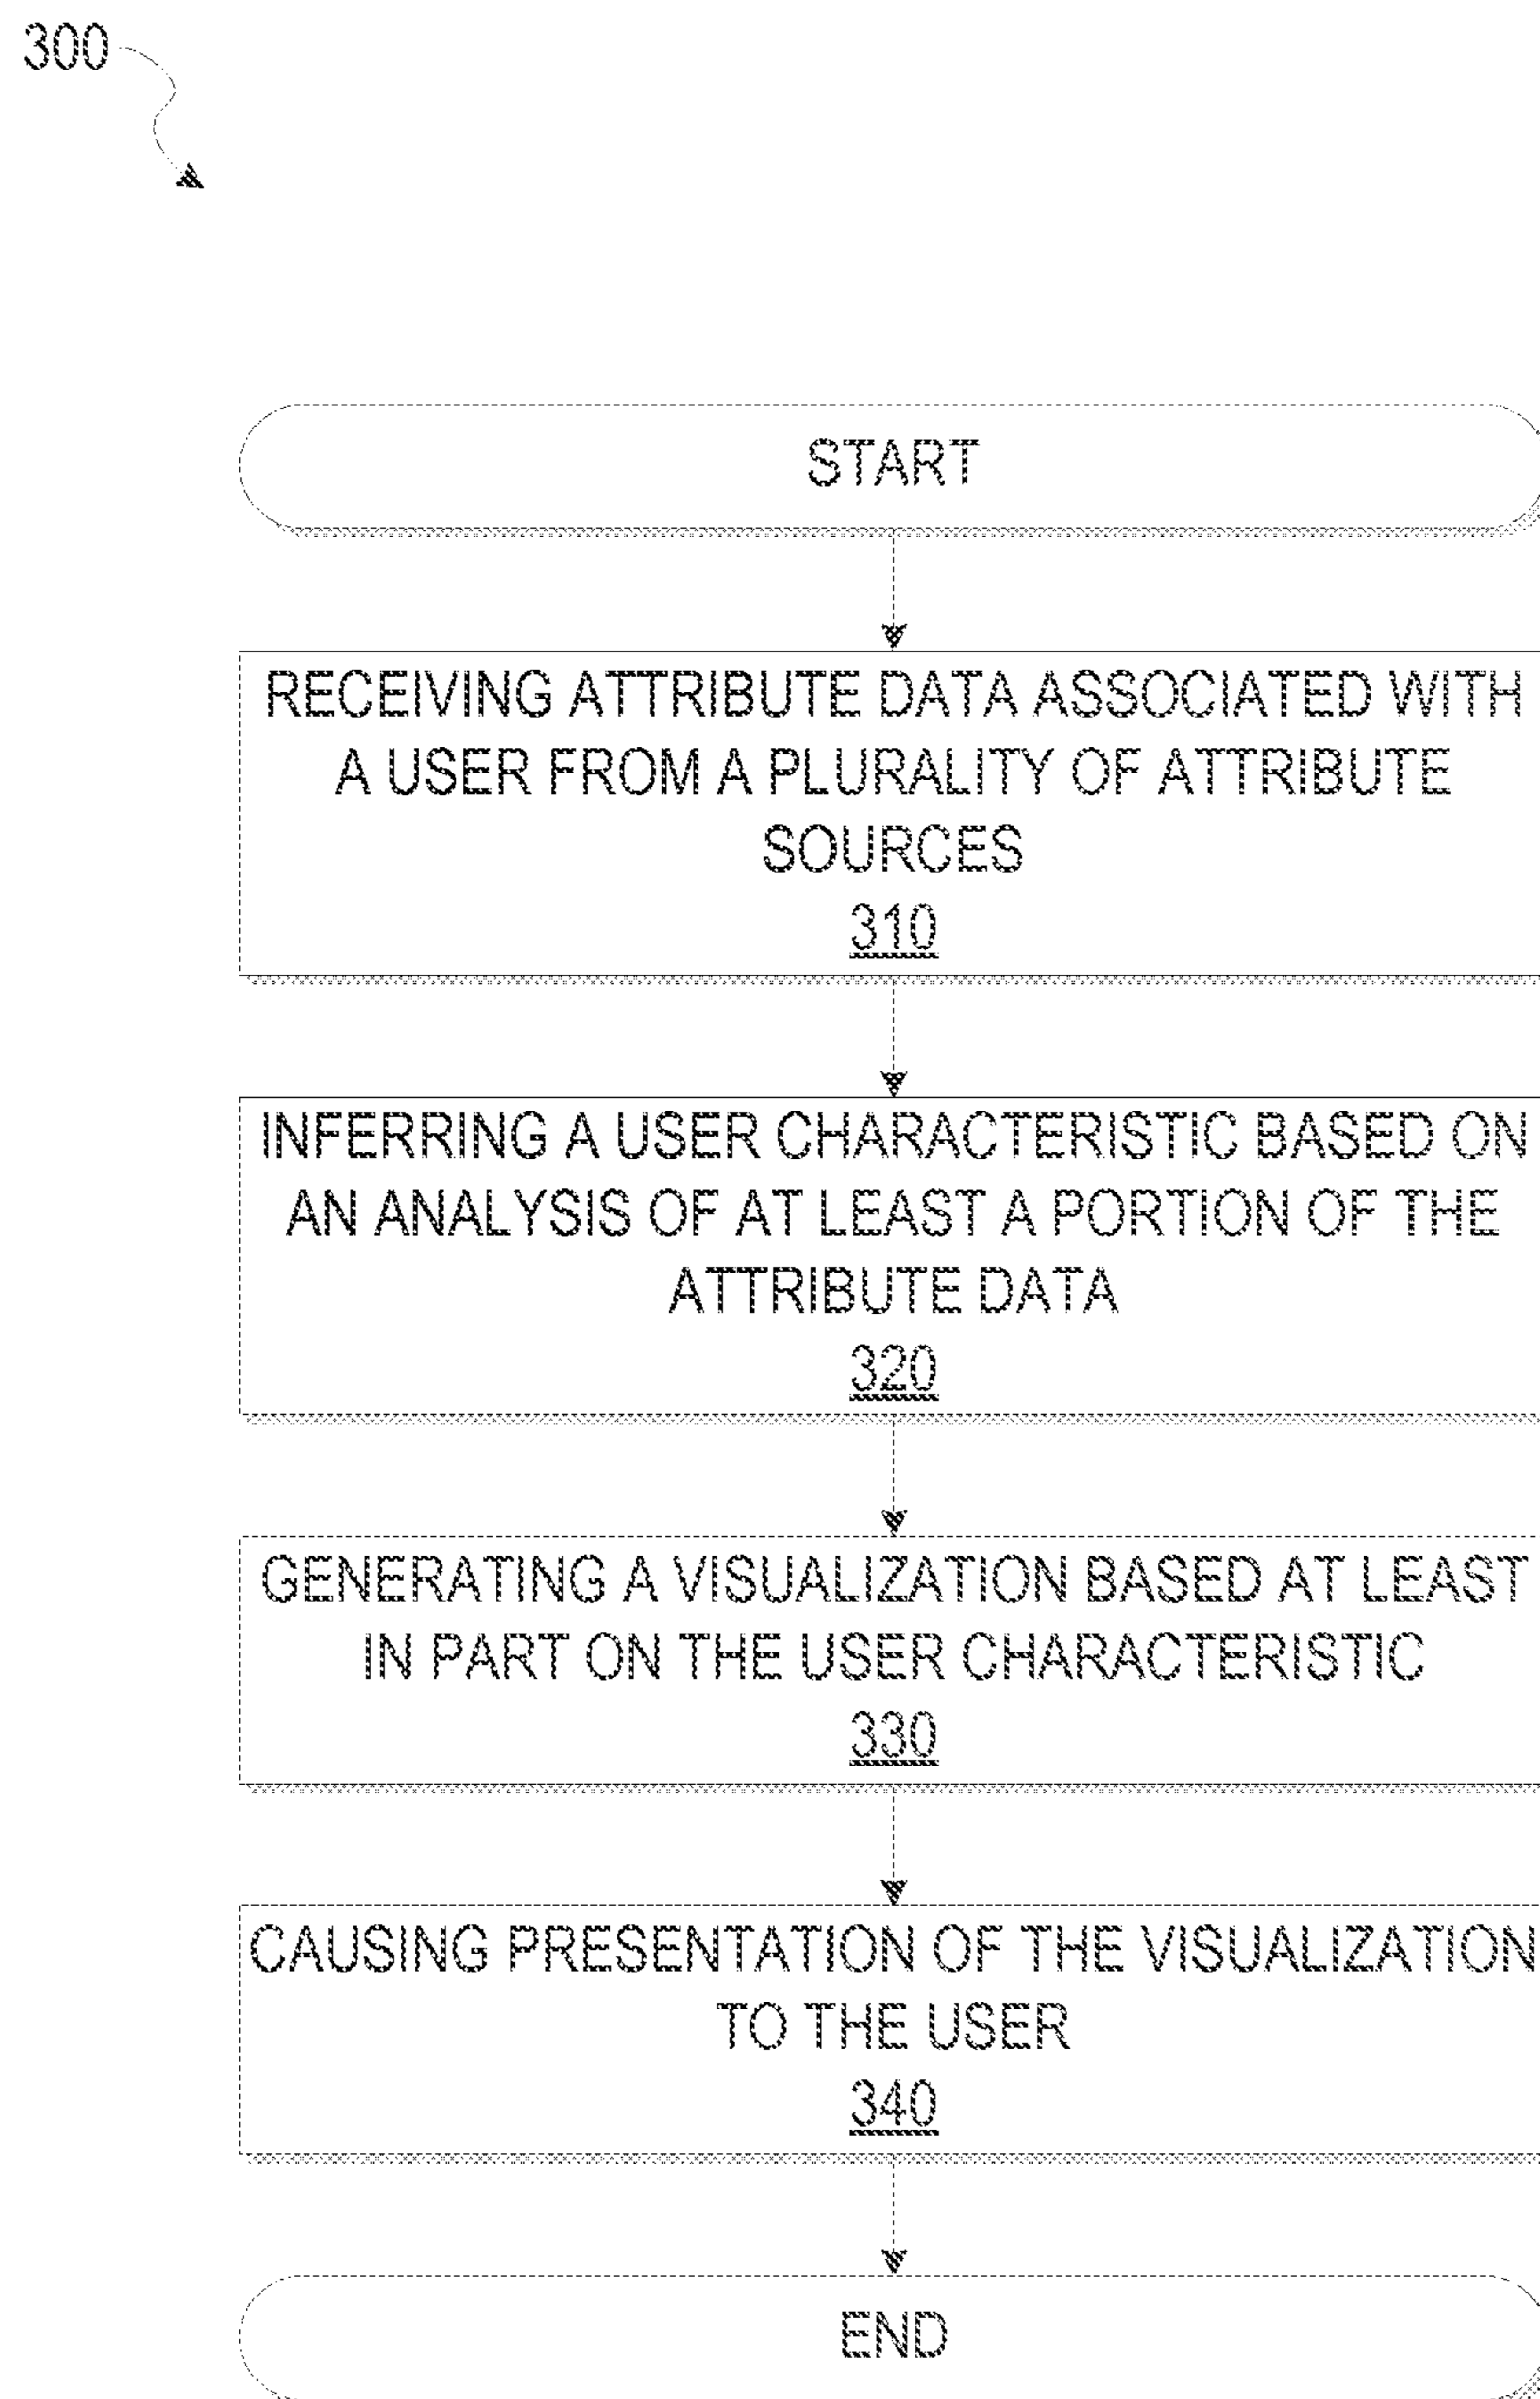 300
START
RECEIVING ATTRIBUTE DATA ASSOCIATED WITH
A USER FROM A PLURALITY OF ATTRIBUTE
SOURCES
310
INFERRING A USER CHARACTERISTIC BASED ON
AN ANALYSIS OF AT LEAST A PORTION OF THE
ATTRIBUTE DATA
320
GENERATING A VISUALIZATION BASED AT LEAST
IN PART ON THE USER CHARACTERISTIC
330
CAUSING PRESENTATION OF THE VISUALIZATION
TO THE USER
340
END